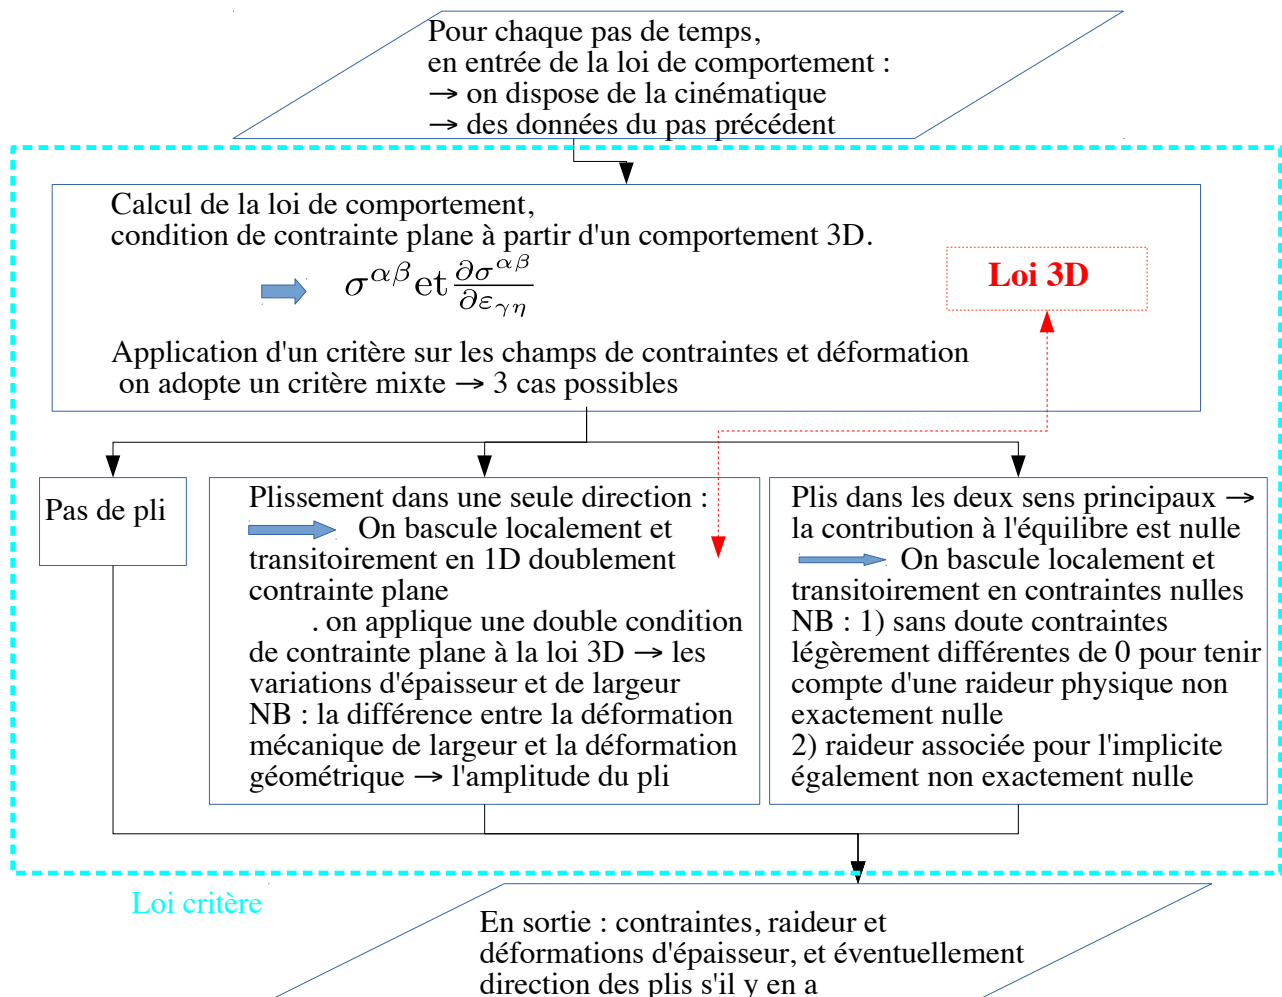 Pour chaque pas de temps,
en entrée de la loi de comportement :
→ on dispose de la cinématique
→ des données du pas précédent
Calcul de la loi de comportement,
condition de contrainte plane à partir d'un comportement 3D.
σ^{αβ} et ∂σ^{αβ}/∂ε_{γη}
Loi 3D
Application d'un critère sur les champs de contraintes et déformation
on adopte un critère mixte → 3 cas possibles
Pas de pli
Plissement dans une seule direction :
On bascule localement et
transitoirement en 1D doublement
contrainte plane
. on applique une double condition
de contrainte plane à la loi 3D → les
variations d'épaisseur et de largeur
NB : la différence entre la déformation
mécanique de largeur et la déformation
géométrique → l'amplitude du pli
Plis dans les deux sens principaux →
la contribution à l'équilibre est nulle
On bascule localement et
transitoirement en contraintes nulles
NB : 1) sans doute contraintes
légèrement différentes de 0 pour tenir
compte d'une raideur physique non
exactement nulle
2) raideur associée pour l'implicite
également non exactement nulle
Loi critère
En sortie : contraintes, raideur et
déformations d'épaisseur, et éventuellement
direction des plis s'il y en a